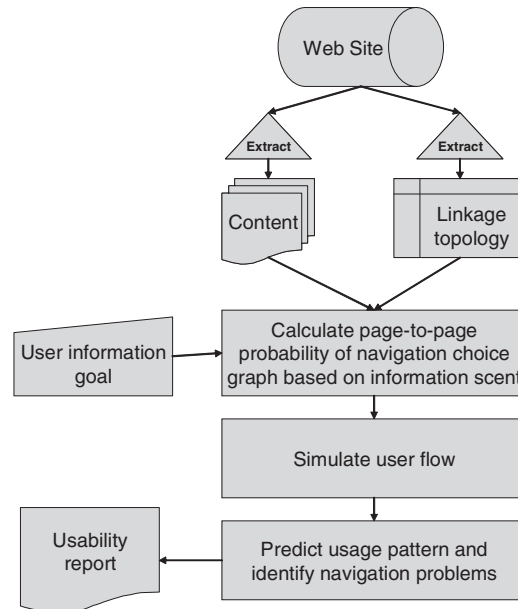 Web Site
Extract
Extract
Content
Linkage
topology
User information
goal
Calculate page-to-page
probability of navigation choice
graph based on information scent
Simulate user flow
Usability
report
Predict usage pattern and
identify navigation problems